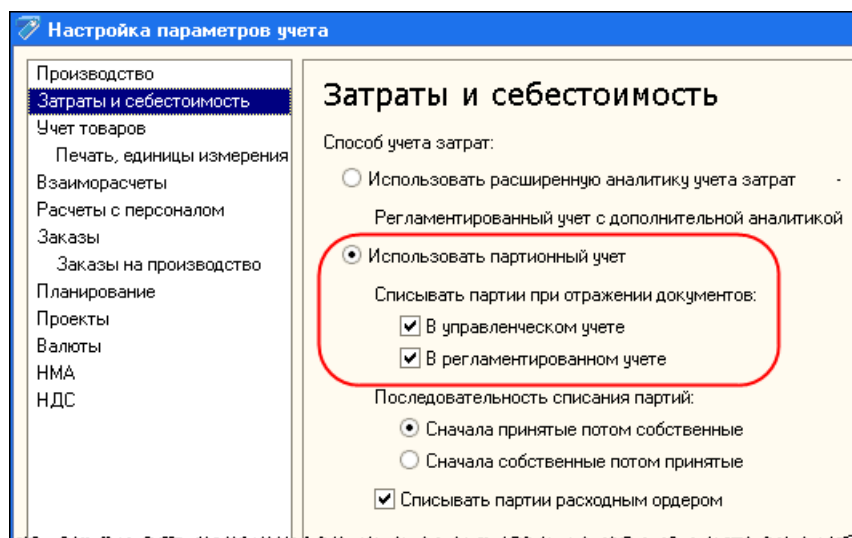 Настройка параметров учета
Производство
Затраты и себестоимость
Учет товаров
Печать, единицы измерения
Взаиморасчеты
Расчеты с персоналом
Заказы
Заказы на производство
Планирование
Проекты
Валюты
НМА
НДС
Затраты и себестоимость
Способ учета затрат:
Использовать расширенную аналитику учета затрат -
Регламентированный учет с дополнительной аналитикой
Использовать партионный учет
Списывать партии при отражении документов:
В управленческом учете
В регламентированном учете
Последовательность списания партий:
Сначала принятые потом собственные
Сначала собственные потом принятые
Списывать партии расходным ордером